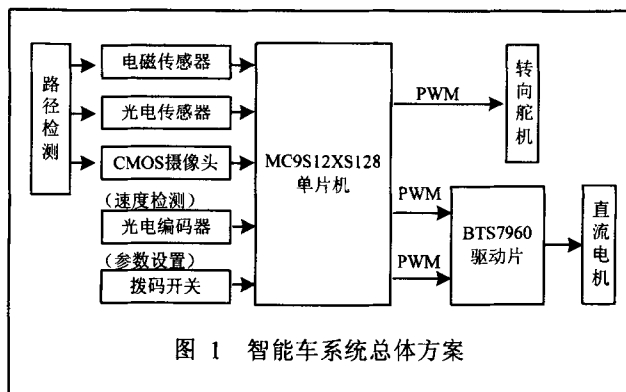 路径检测
电磁传感器
光电传感器
CMOS摄像头
(速度检测)
光电编码器
(参数设置)
拨码开关
MC9S12XS128
单片机
PWM
转向舵机
PWM
PWM
BTS7960
驱动片
直流电机
图 1 智能车系统总体方案